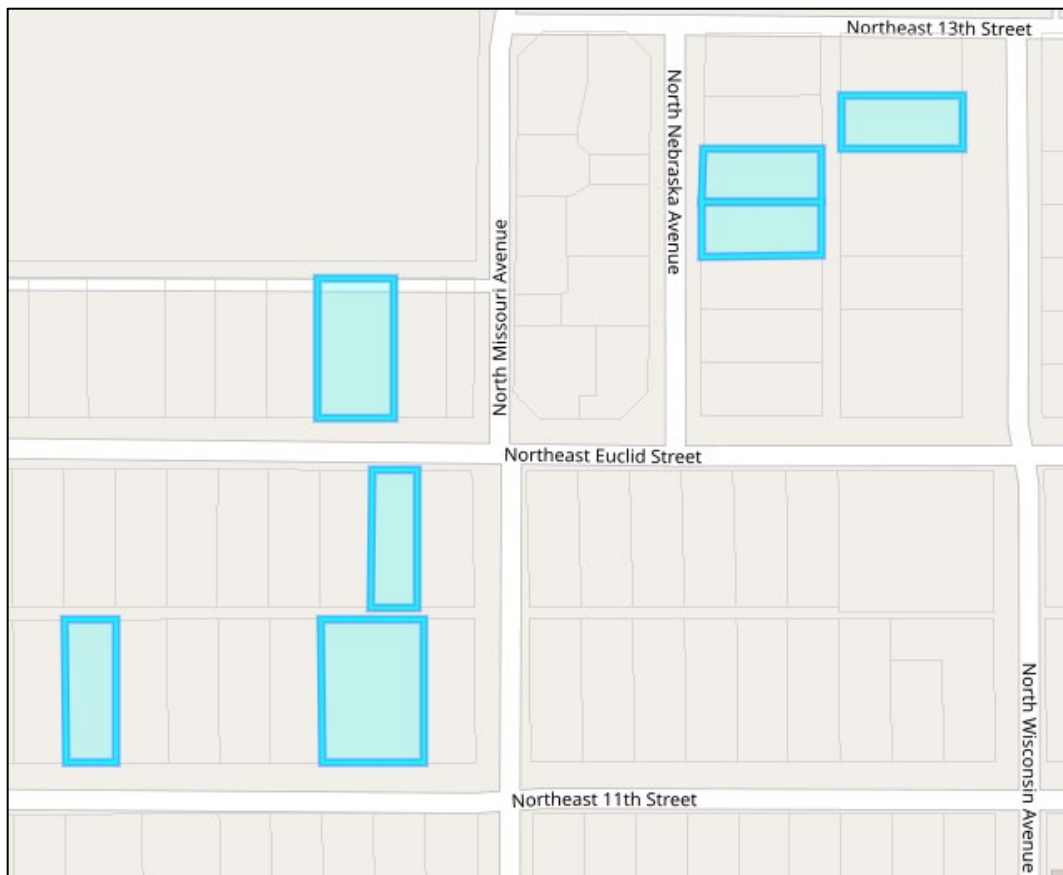 Northeast 13th Street
North Nebraska Avenue
North Missouri Avenue
Northeast Euclid Street
North Wisconsin Avenue
Northeast 11th Street